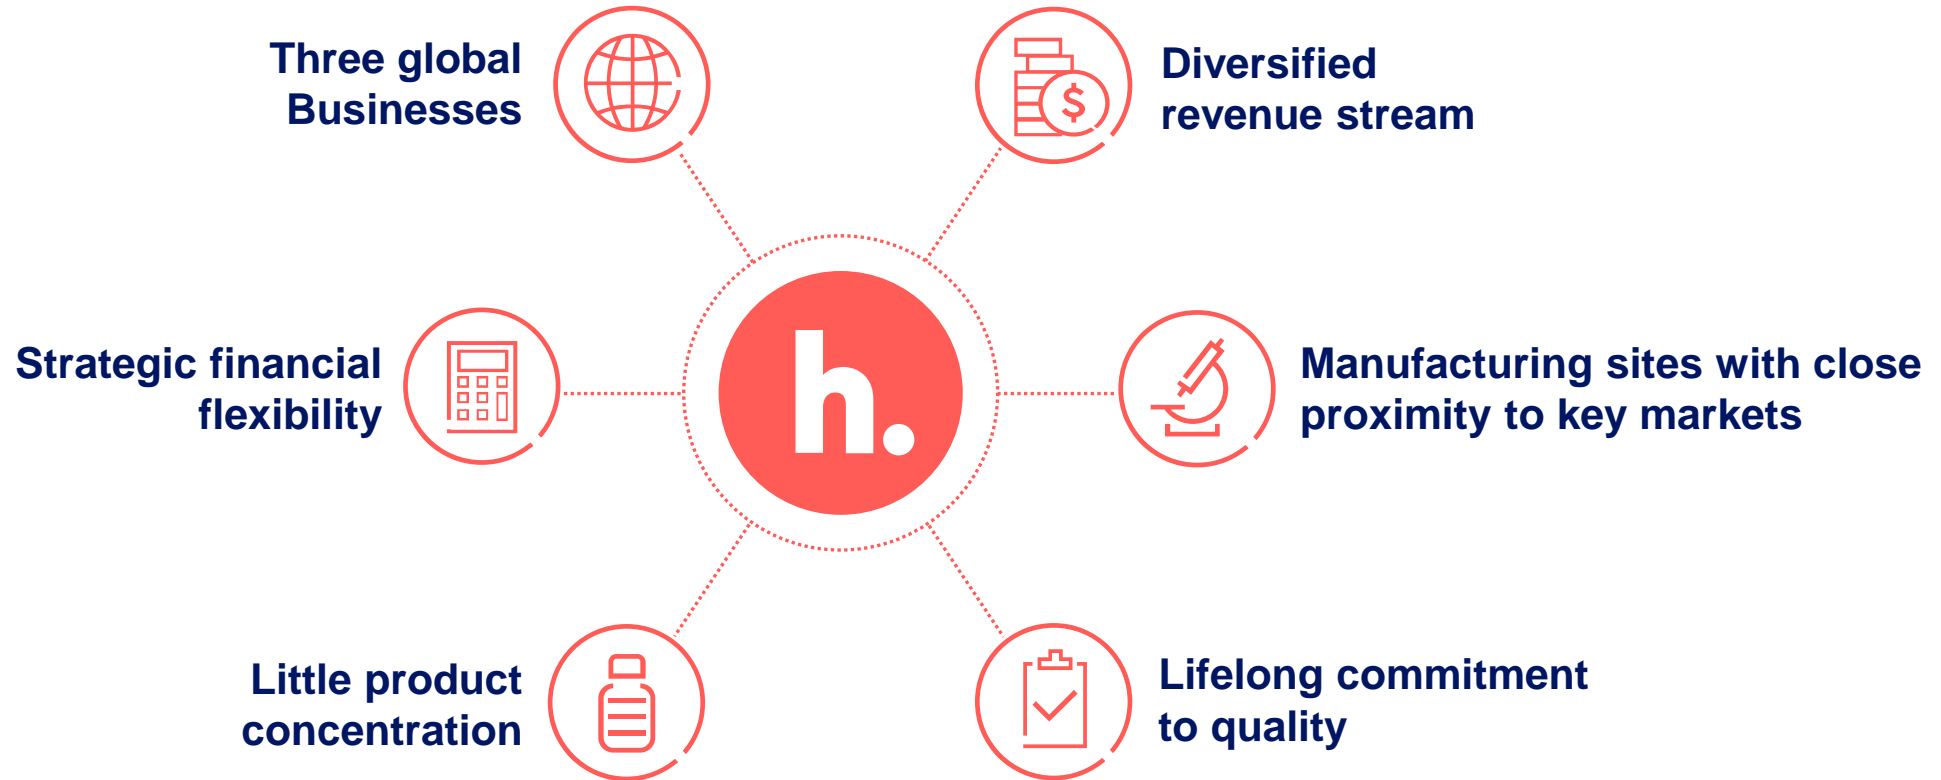 Three global
Businesses
Diversified
revenue stream
$
Strategic financial
flexibility
h.
Manufacturing sites with close
proximity to key markets
Little product
concentration
Lifelong commitment
to quality